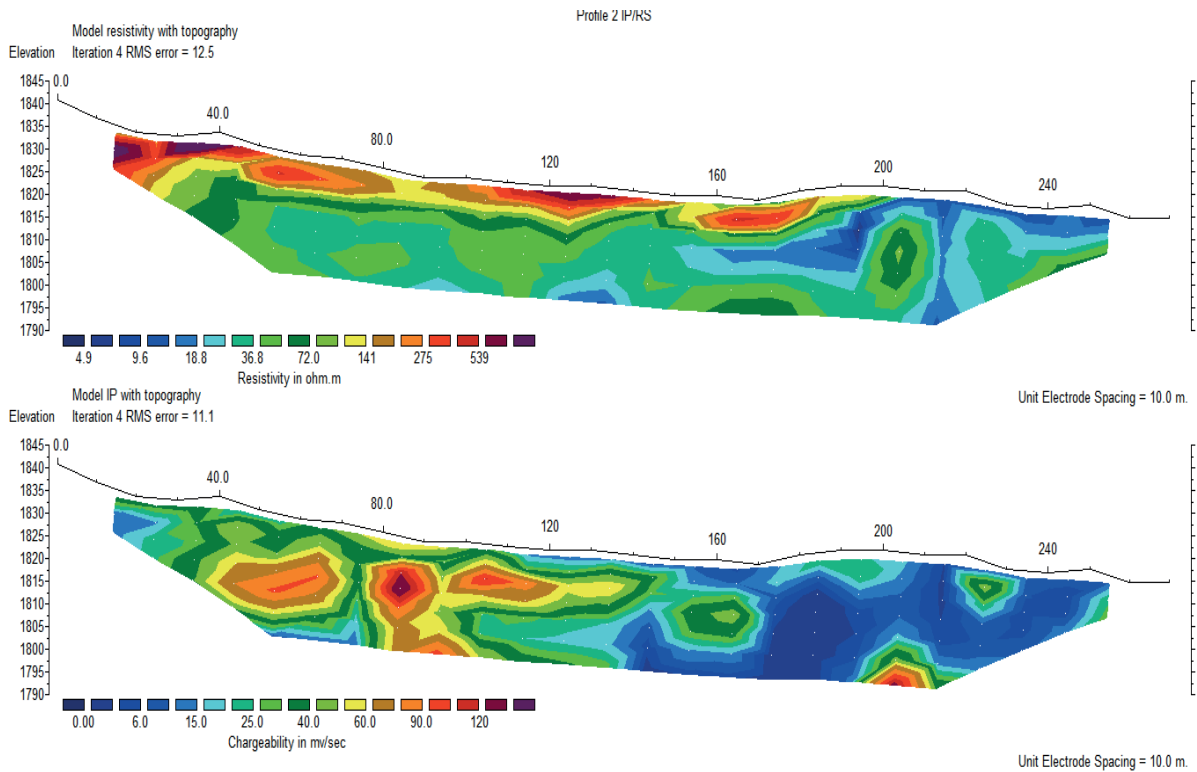 Profile 2 IP/RS
Model resistivity with topography
Elevation Iteration 4 RMS error = 12.5
1845 0.0
1840
1835 40.0
1830 80.0
1825 120
1820 160 200 240
1815
1810
1805
1800
1795
1790
4.9 9.6 18.8 36.8 72.0 141 275 539
Resistivity in ohm.m
Unit Electrode Spacing = 10.0 m.
Model IP with topography
Elevation Iteration 4 RMS error = 11.1
1845 0.0
1840
1835 40.0
1830 80.0
1825 120
1820 160 200 240
1815
1810
1805
1800
1795
1790
0.00 6.0 15.0 25.0 40.0 60.0 90.0 120
Chargeability in mv/sec
Unit Electrode Spacing = 10.0 m.